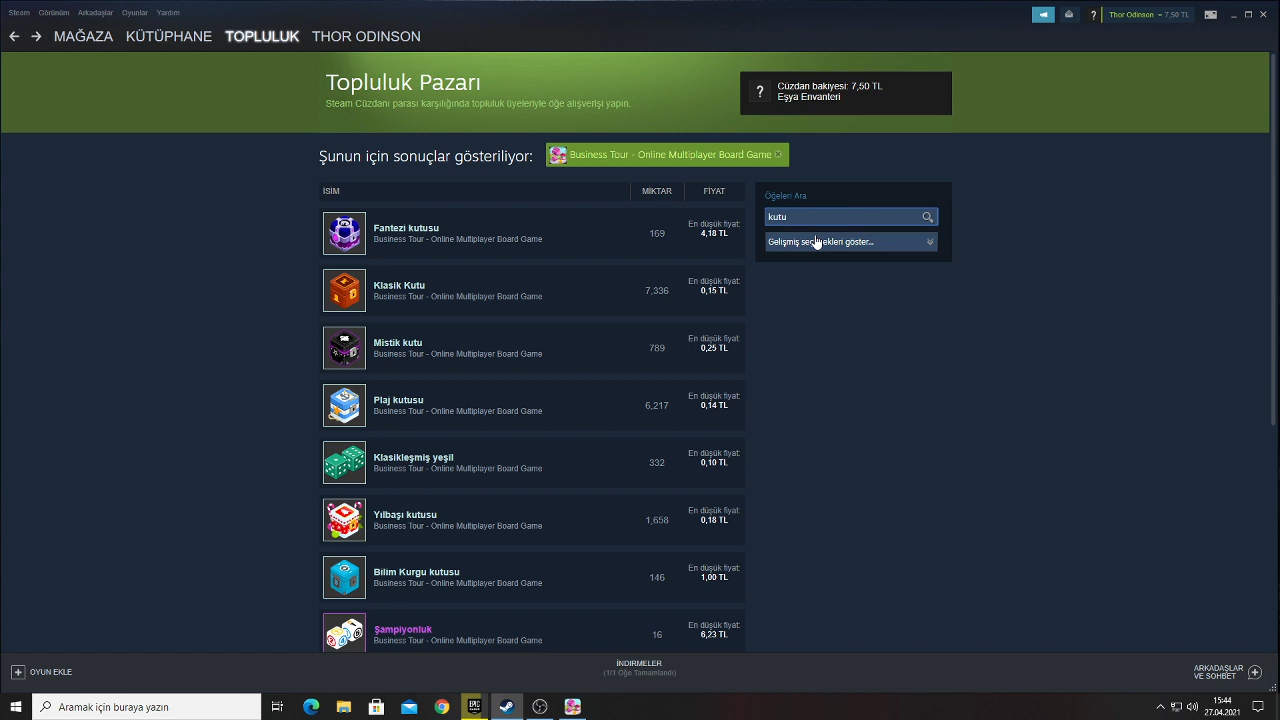 Steam Görünüm Arkadaşlar Oyunlar Yardım
? Thor Odinson 7,50 TL
MAĞAZA KÜTÜPHANE TOPLULUK THOR ODINSON
Topluluk Pazarı
Steam Cüzdanı parası karşılığında topluluk üyeleriyle öğe alışverişi yapın.
? Cüzdan bakiyesi: 7,50 TL
Eşya Envanteri
Şunun için sonuçlar gösteriliyor: Business Tour - Online Multiplayer Board Game
İSİM MİKTAR FİYAT
Öğeleri Ara
kutu
Fantezi kutusu
Business Tour - Online Multiplayer Board Game
169
En düşük fiyat:
4,18 TL
Klasik Kutu
Business Tour - Online Multiplayer Board Game
7,336
En düşük fiyat:
0,15 TL
Mistik kutu
Business Tour - Online Multiplayer Board Game
789
En düşük fiyat:
0,25 TL
Plaj kutusu
Business Tour - Online Multiplayer Board Game
6,217
En düşük fiyat:
0,14 TL
Klasikleşmiş yeşil
Business Tour - Online Multiplayer Board Game
332
En düşük fiyat:
0,10 TL
Yılbaşı kutusu
Business Tour - Online Multiplayer Board Game
1,658
En düşük fiyat:
0,18 TL
Bilim Kurgu kutusu
Business Tour - Online Multiplayer Board Game
146
En düşük fiyat:
1,00 TL
Şampiyonluk
Business Tour - Online Multiplayer Board Game
16
En düşük fiyat:
6,23 TL
Gelişmiş göster...
OYUN EKLE
İNDİRMELER
(1/1 Öğe Tamamlandı)
ARKADAŞLAR
VE SOHBET
Aramak için buraya yazın
EPIC
15:44
27.04.2021